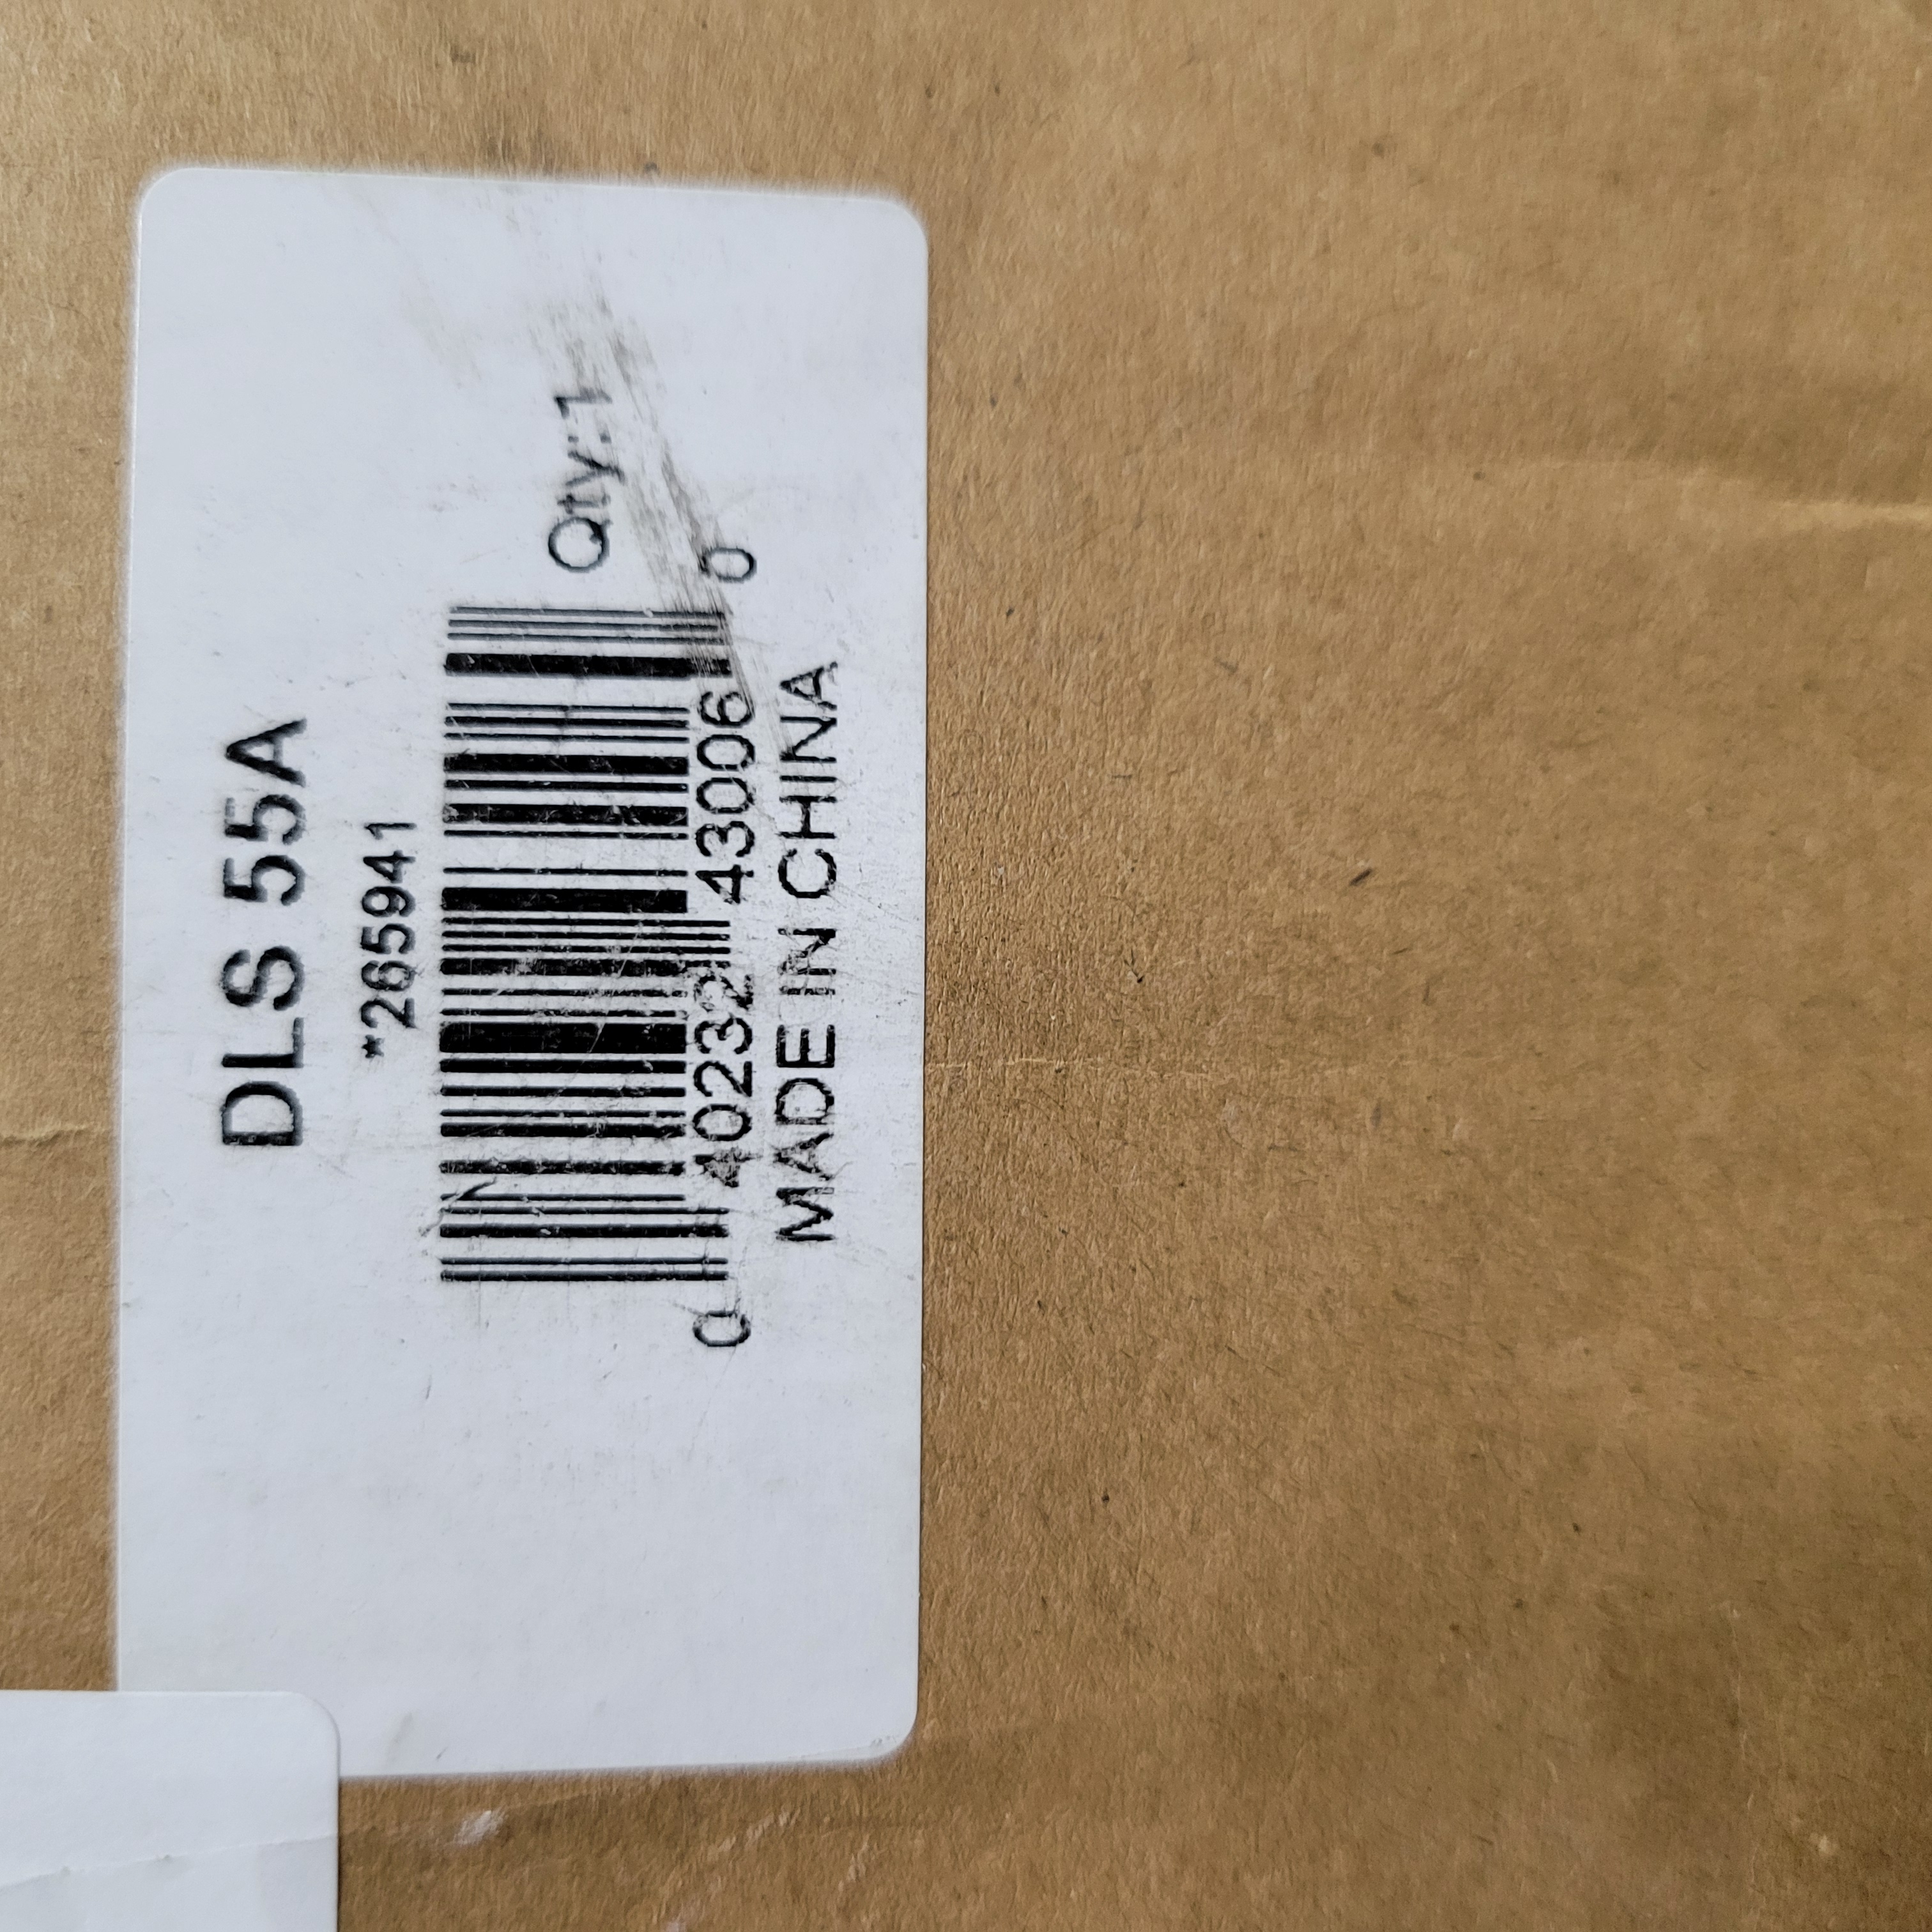 DLS 55A
*265941
Qty:1
0 40232 43006 0
MADE IN CHINA